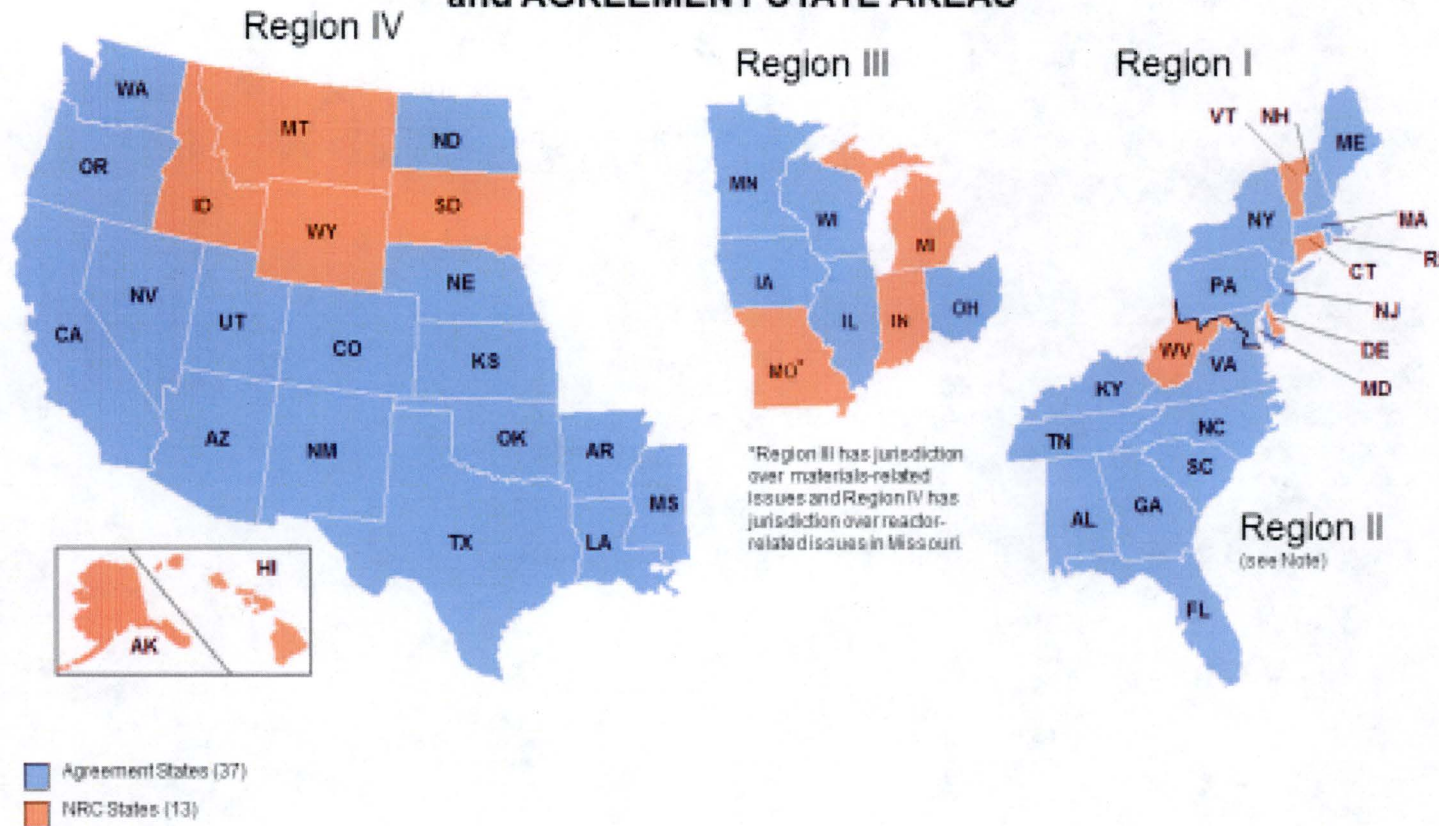 and AGREEMENT STATE AREAS
Region IV
Region III
Region I
WA
MT
ND
OR
ID
SD
WY
NE
NV
UT
CA
CO
KS
AZ
NM
OK
AR
MS
TX
LA
HI
AK
MN
WI
MI
IA
IL
IN
OH
MO*
*Region III has jurisdiction
over materials-related
issues and Region IV has
jurisdiction over reactor-
related issues in Missouri.
VT NH
ME
NY
MA
R
CT
PA
NJ
DE
MD
WV
VA
KY
NC
TN
SC
GA
AL
Region II
(see Note)
FL
Agreement States (37)
NRC States (13)